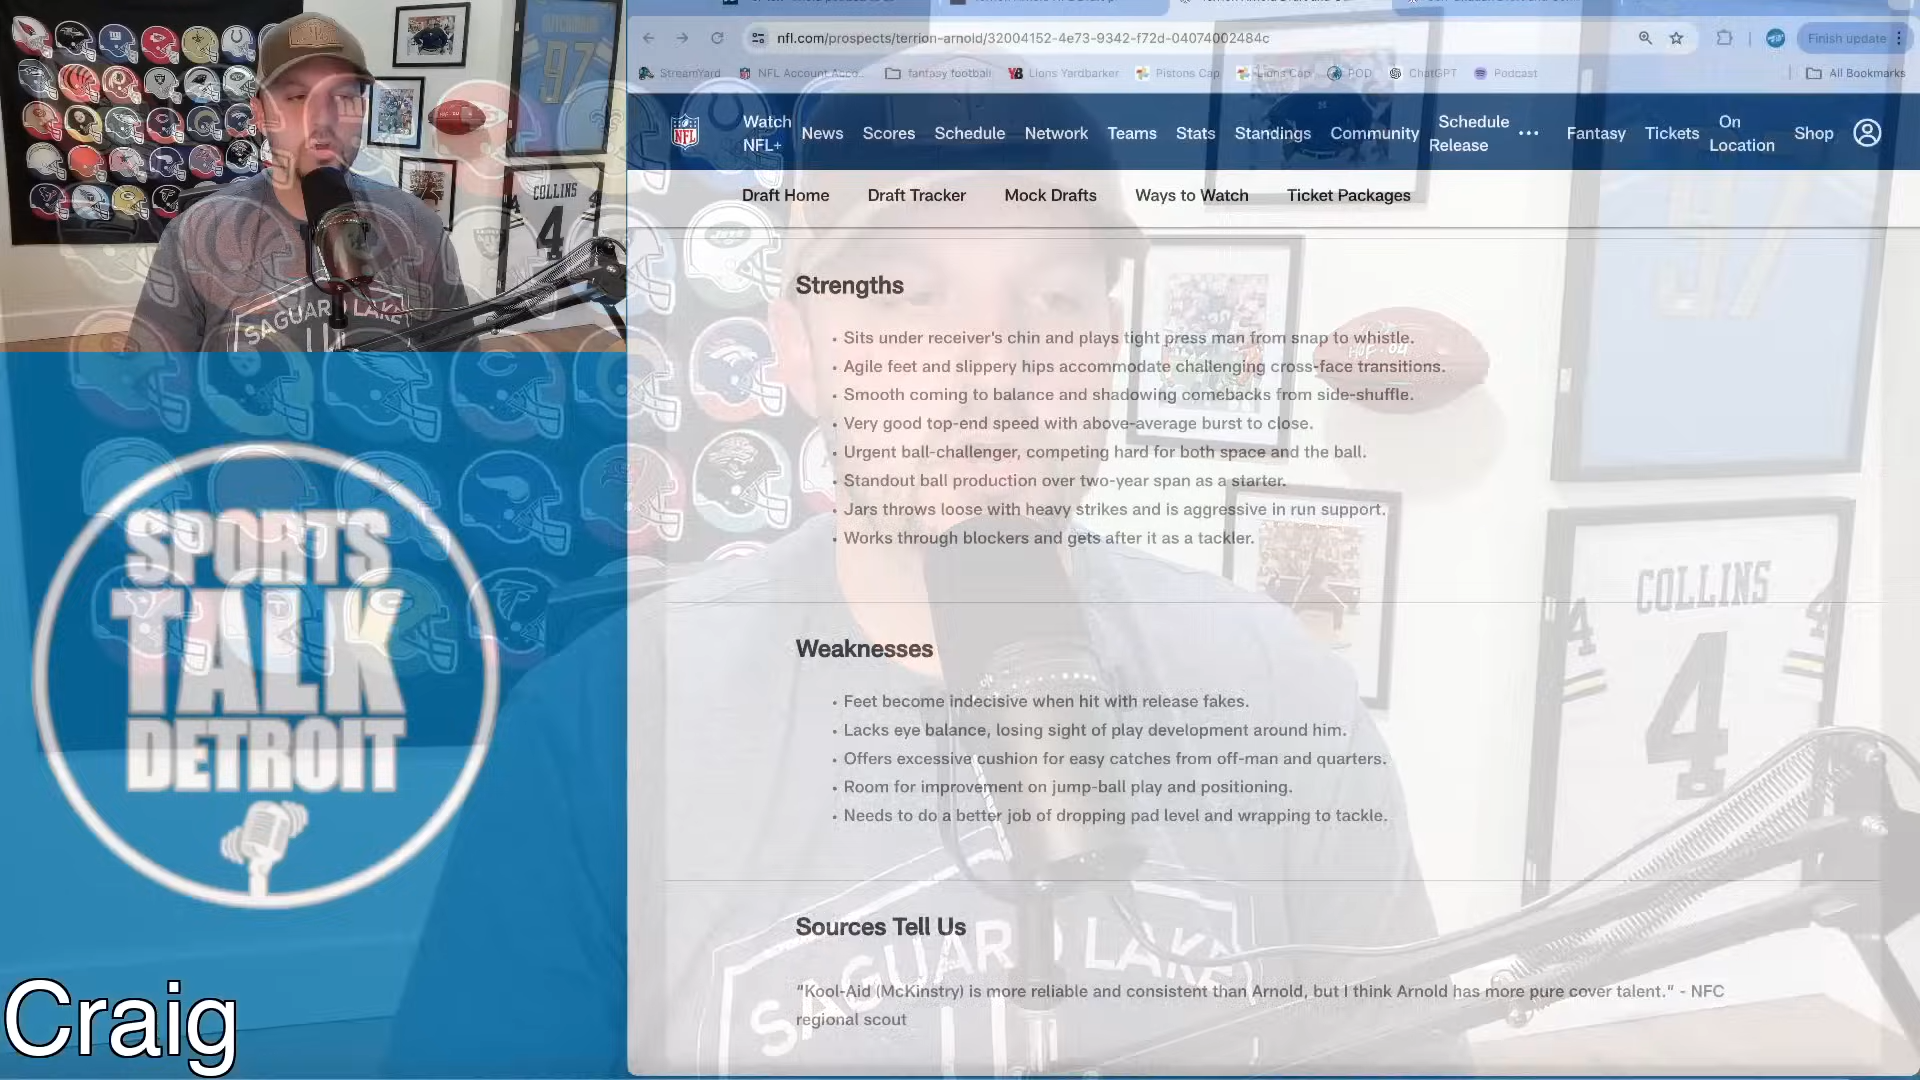 nfl.com/prospects/terrion-arnold/32004152-4e73-9342-f72d-04074002484c
Finish update
StreamYard
NFL Account Acco...
fantasy football
Lions Yardbarker
Pistons Cap
Lions Cap
POD
ChatGPT
Podcast
All Bookmarks
NFL
Watch NFL+
News
Scores
Schedule
Network
Teams
Stats
Standings
Community
Schedule Release
Fantasy
Tickets
On Location
Shop
Draft Home
Draft Tracker
Mock Drafts
Ways to Watch
Ticket Packages
Strengths
Sits under receiver's chin and plays tight press man from snap to whistle.
Agile feet and slippery hips accommodate challenging cross-face transitions.
Smooth coming to balance and shadowing comebacks from side-shuffle.
Very good top-end speed with above-average burst to close.
Urgent ball-challenger, competing hard for both space and the ball.
Standout ball production over two-year span as a starter.
Jars throws loose with heavy strikes and is aggressive in run support.
Works through blockers and gets after it as a tackler.
Weaknesses
Feet become indecisive when hit with release fakes.
Lacks eye balance, losing sight of play development around him.
Offers excessive cushion for easy catches from off-man and quarters.
Room for improvement on jump-ball play and positioning.
Needs to do a better job of dropping pad level and wrapping to tackle.
Sources Tell Us
"Kool-Aid (McKinstry) is more reliable and consistent than Arnold, but I think Arnold has more pure cover talent." - NFC
regional scout
SPORTS
TALK
DETROIT
Craig
COLLINS
4
97
SAGUARO LAKE
COLLINS
4
4
4
97
SAGUARO LAKE